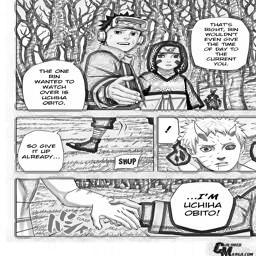 THAT'S
RIGHT, RIN
WOULDN'T
EVEN GIVE
THE TIME
OF DAY TO
THE
CURRENT
YOU.
THE ONE
RIN
WANTED TO
WATCH
OVER IS
UCHIHA
OBITO.
!
SO GIVE
IT UP
ALREADY...
SHUP
...I'M
UCHIHA
OBITO!